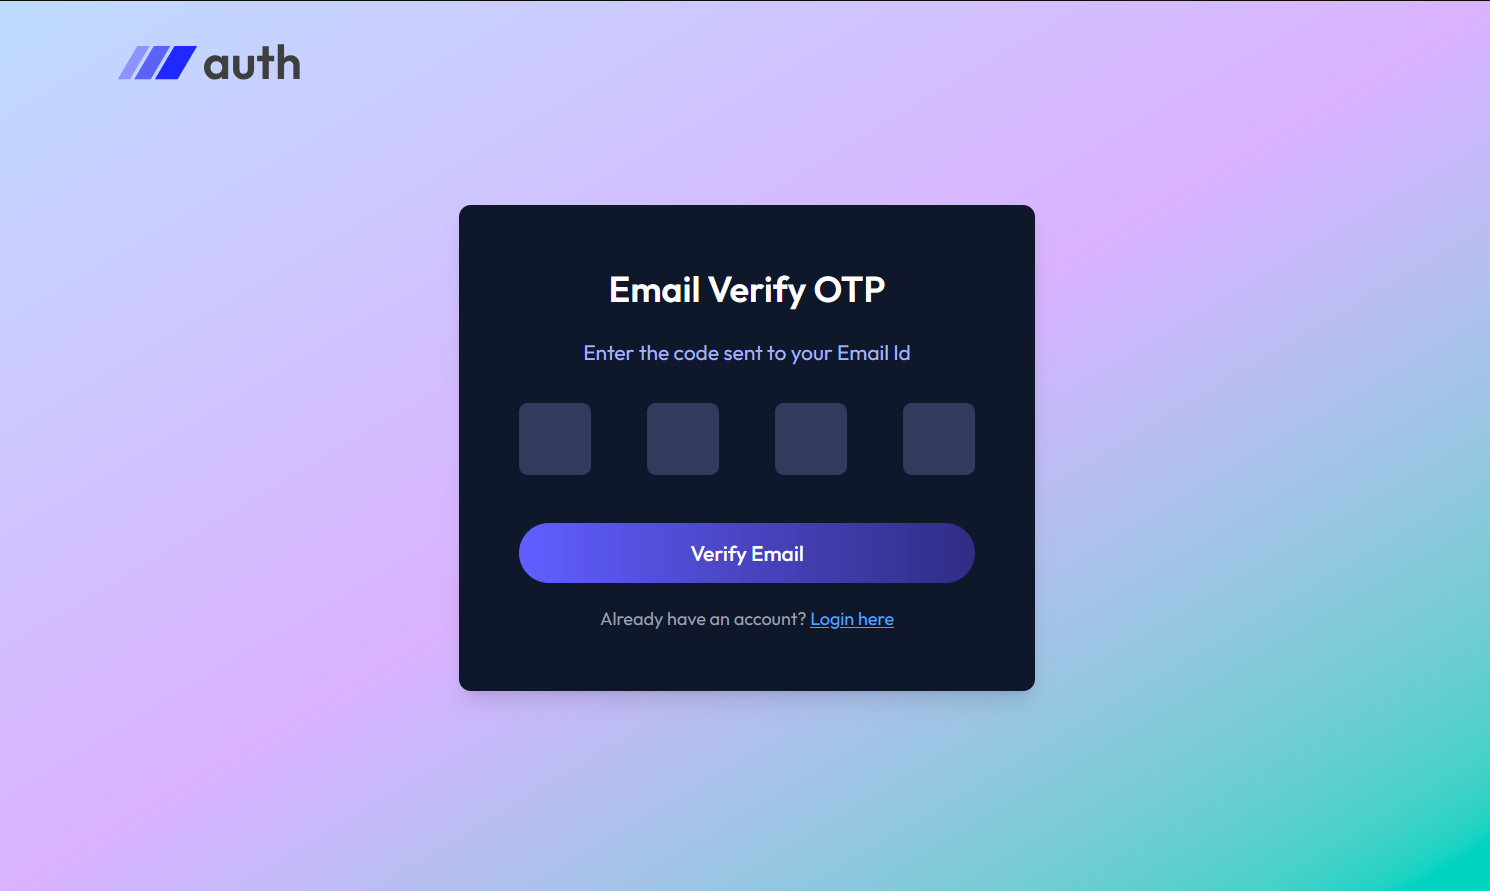 auth
Email Verify OTP
Enter the code sent to your Email Id
Verify Email
Already have an account? Login here